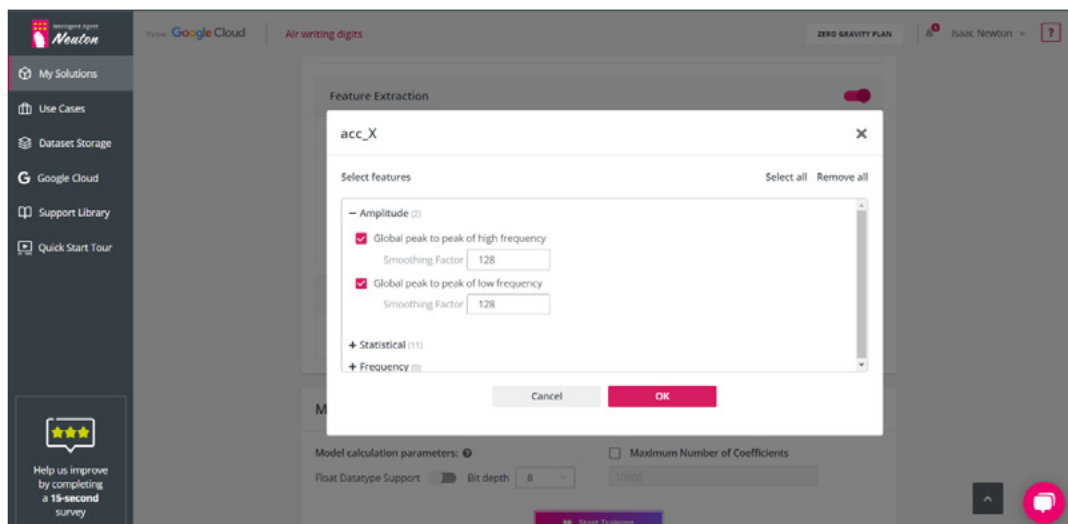 Intelligent Agent
Neuton
Google Cloud
Air writing digits
ZERO GRAVITY PLAN
Isaac Newton
?
My Solutions
Use Cases
Dataset Storage
G Google Cloud
Support Library
Quick Start Tour
Feature Extraction
acc_X
Select features
Select all Remove all
− Amplitude (2)
Global peak to peak of high frequency
Smoothing Factor 128
Global peak to peak of low frequency
Smoothing Factor 128
+ Statistical (11)
+ Frequency
Cancel
OK
M
Model calculation parameters:
Maximum Number of Coefficients
Float Datatype Support
Bit depth 8
10000
Start Training
Help us improve
by completing
a 15-second
survey